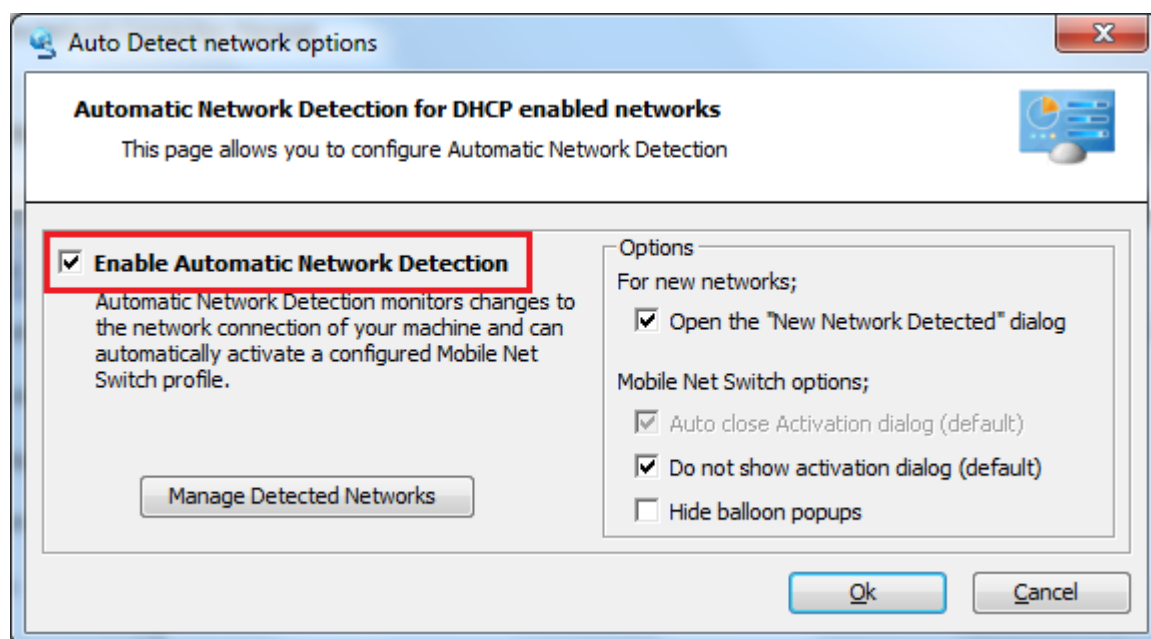 Auto Detect network options
Automatic Network Detection for DHCP enabled networks
This page allows you to configure Automatic Network Detection
Enable Automatic Network Detection
Automatic Network Detection monitors changes to
the network connection of your machine and can
automatically activate a configured Mobile Net
Switch profile.
Manage Detected Networks
Options
For new networks;
Open the "New Network Detected" dialog
Mobile Net Switch options;
Auto close Activation dialog (default)
Do not show activation dialog (default)
Hide balloon popups
Ok
Cancel